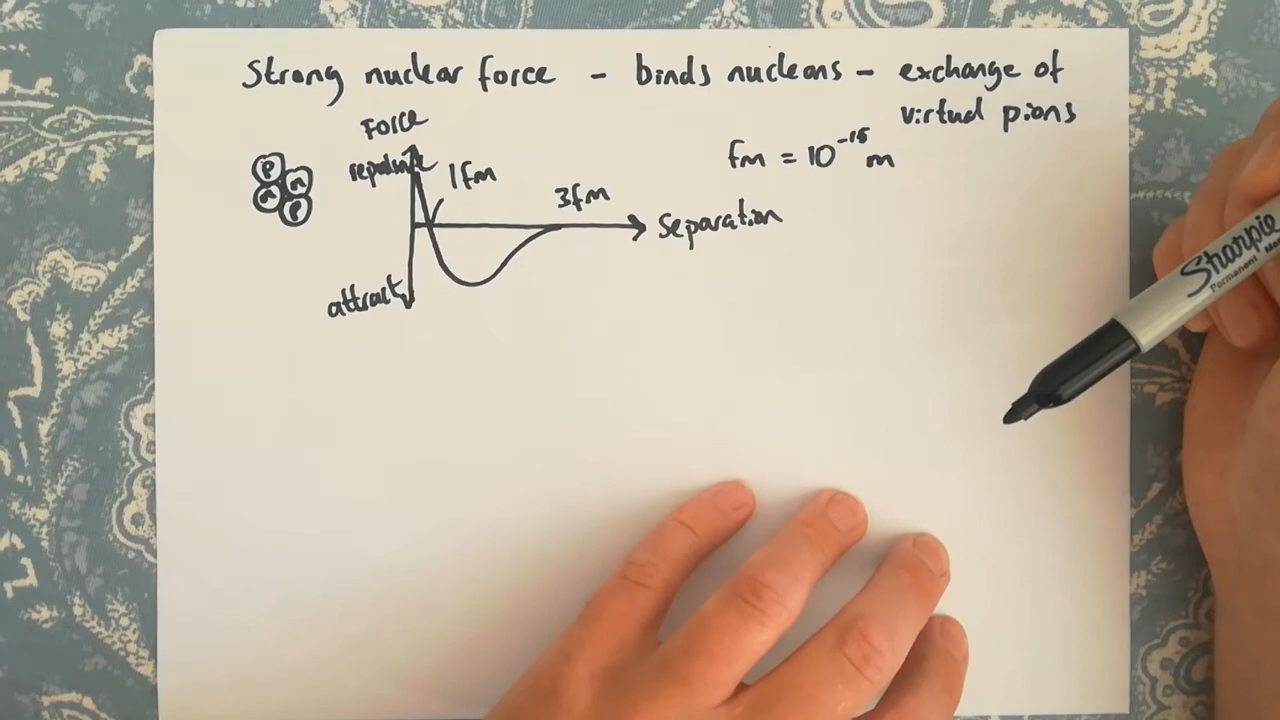 Strong nuclear force - binds nucleons - exchange of
virtual pions
Force
repulsive
1fm
3fm
fm = 10⁻¹⁵ m
Separation
attract
P
n
n
P
Sharpie
Permanent Ma